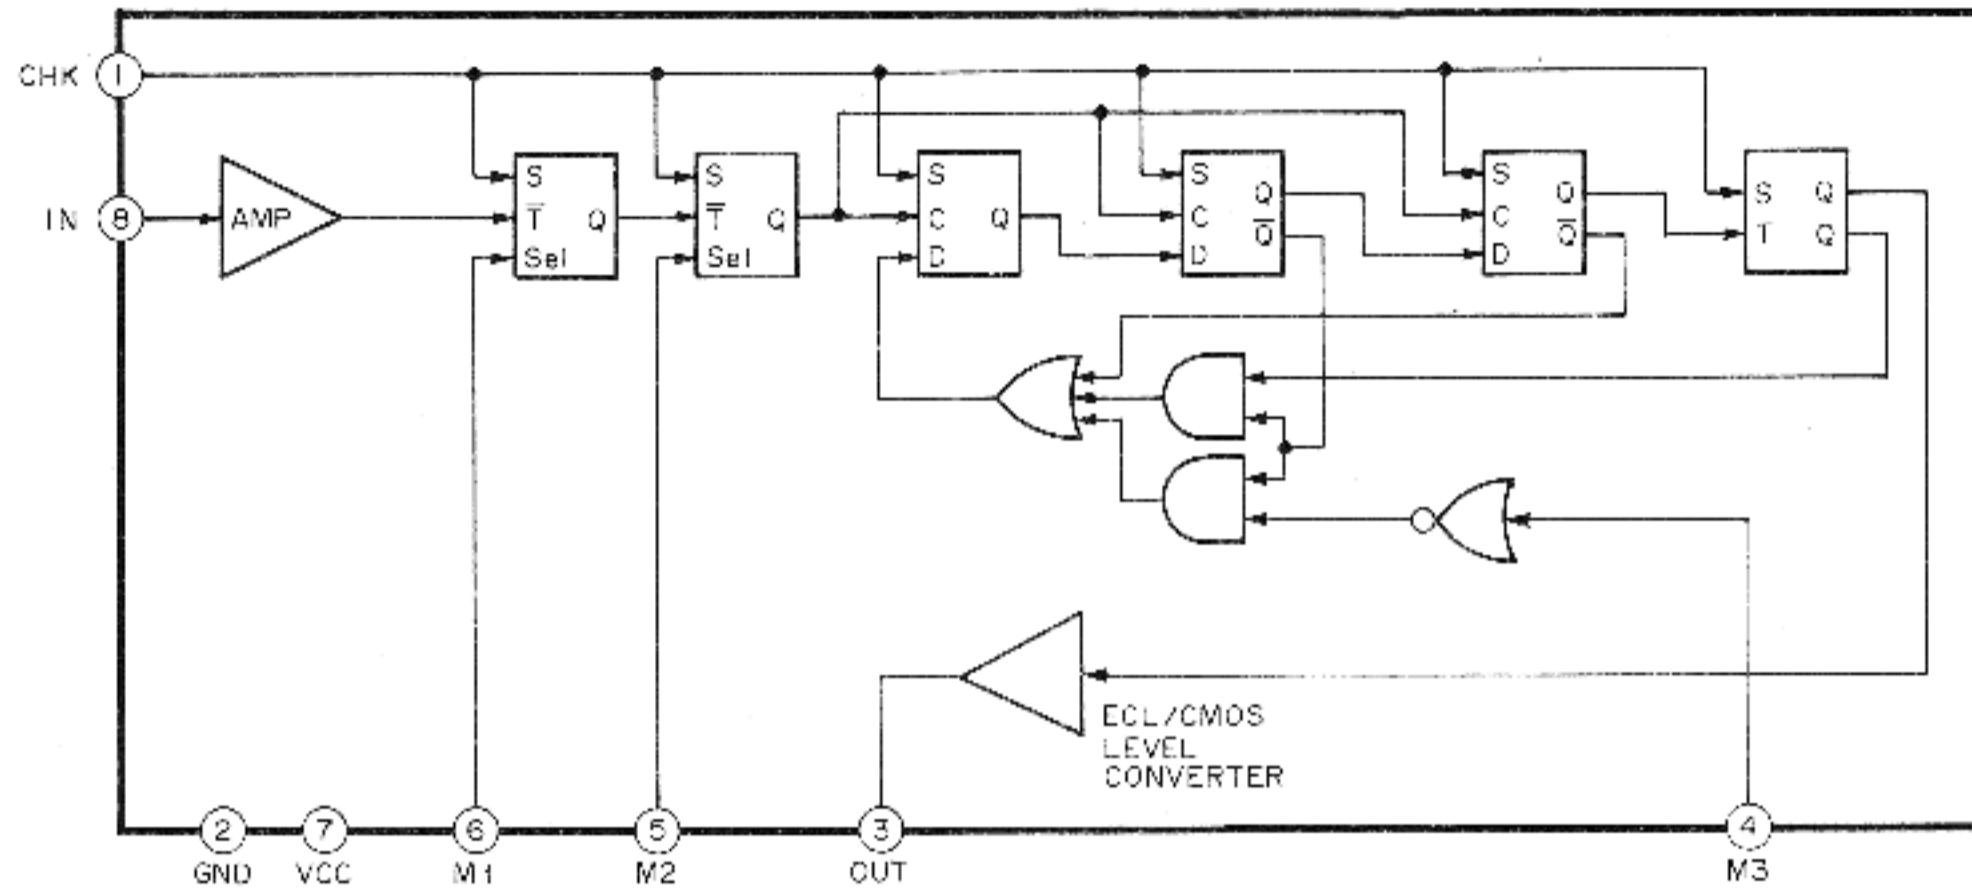 CHK 1
IN 8
AMP
S
T̅ Q
Sel
S
T̅ Q
Sel
S
C Q
D
S Q
C Q̅
D
S Q
C Q̅
D
S Q
T Q
ECL/CMOS
LEVEL
CONVERTER
2 7 6 5 3 4
GND VCC M1 M2 OUT M3